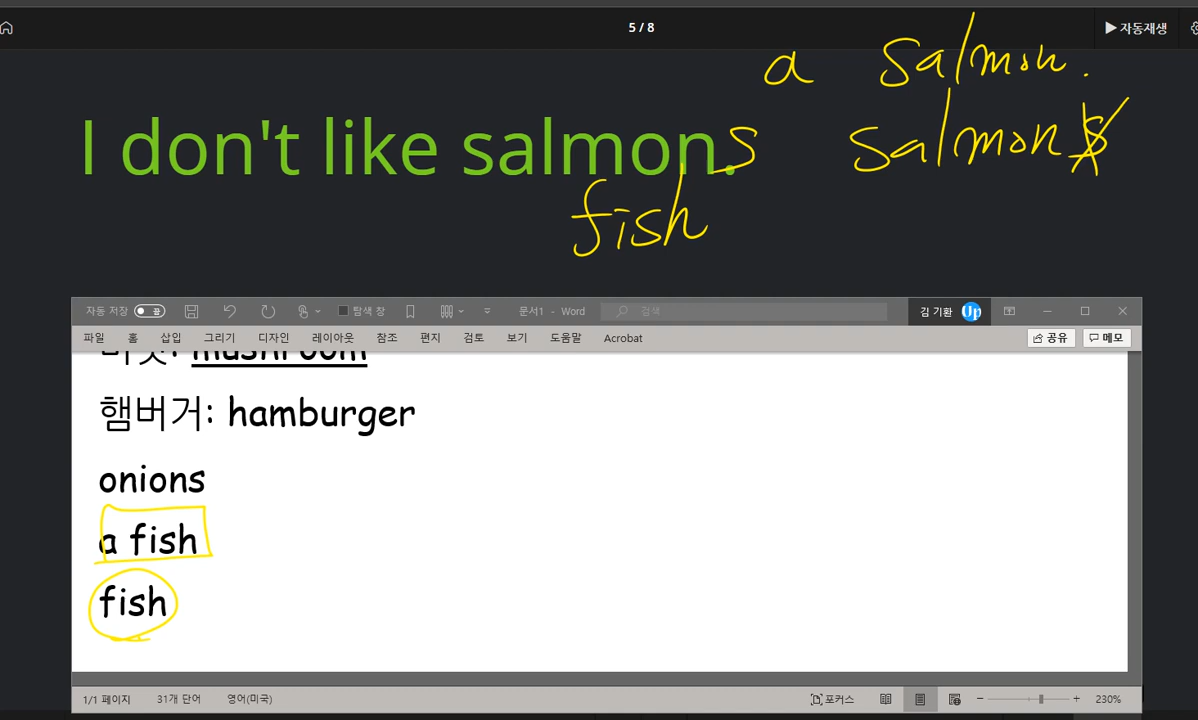 5 / 8
▶ 자동재생
a salmon.
I don't like salmon.s
salmons
fish
자동 저장 끔
탐색 창
문서1 - Word
검색
김 기환
파일 홈 삽입 그리기 디자인 레이아웃 참조 편지 검토 보기 도움말 Acrobat
공유 메모
버섯: mushroom
햄버거: hamburger
onions
a fish
fish
1/1 페이지 31개 단어 영어(미국)
포커스
- + 230%